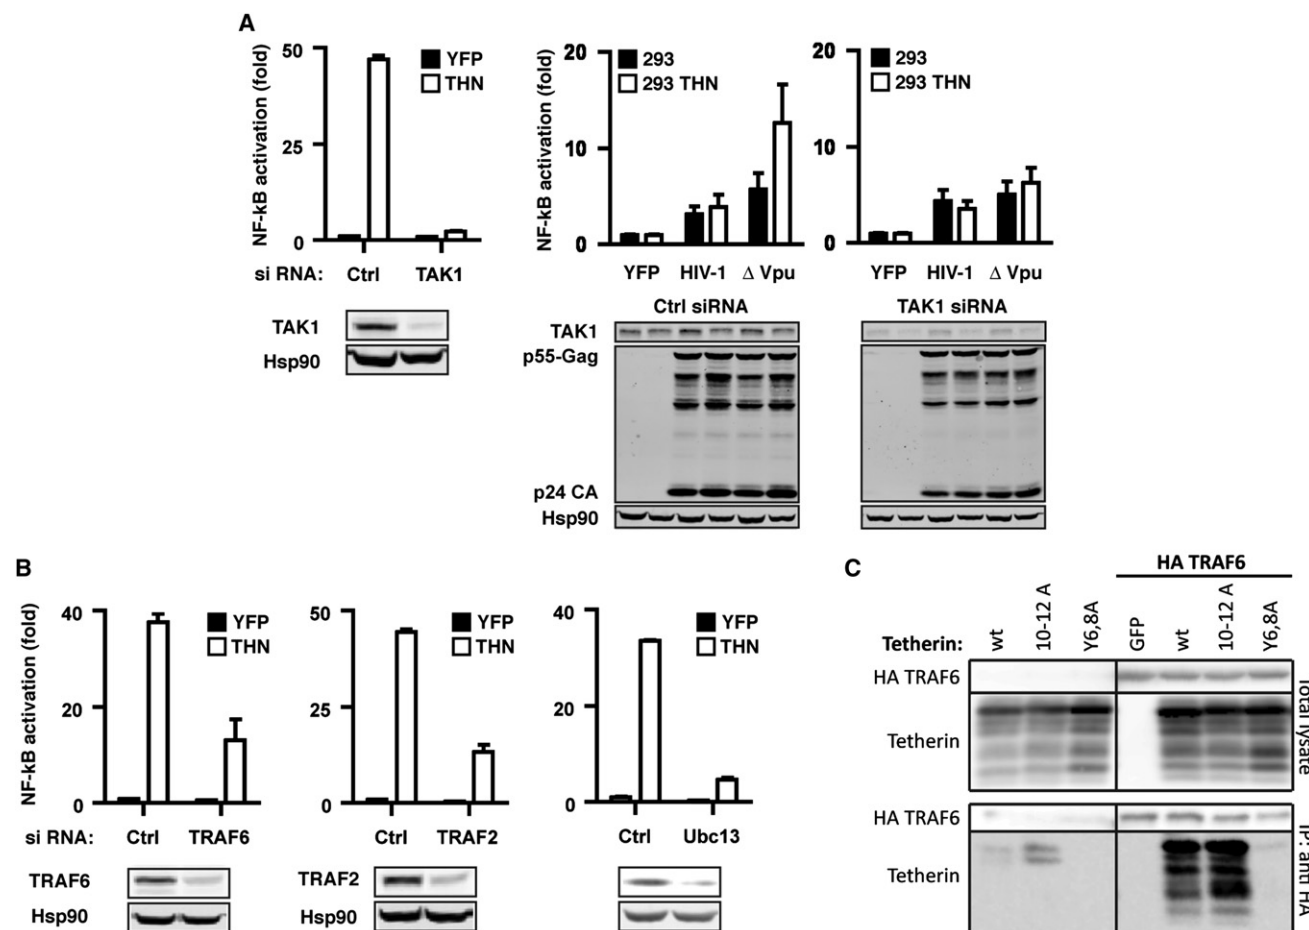 A
NF-kB activation (fold)
50
25
0
YFP
THN
si RNA: Ctrl TAK1
TAK1
Hsp90
NF-kB activation (fold)
20
10
0
293
293 THN
YFP HIV-1 Δ Vpu
Ctrl siRNA
TAK1
p55-Gag
p24 CA
Hsp90
20
10
0
293
293 THN
YFP HIV-1 Δ Vpu
TAK1 siRNA
B
NF-kB activation (fold)
40
20
0
YFP
THN
si RNA: Ctrl TRAF6
TRAF6
Hsp90
50
25
0
YFP
THN
Ctrl TRAF2
TRAF2
Hsp90
40
20
0
YFP
THN
Ctrl Ubc13
C
HA TRAF6
Tetherin: wt 10-12 A Y6,8A GFP wt 10-12 A Y6,8A
HA TRAF6
Tetherin
Total lysate
HA TRAF6
Tetherin
IP: anti HA